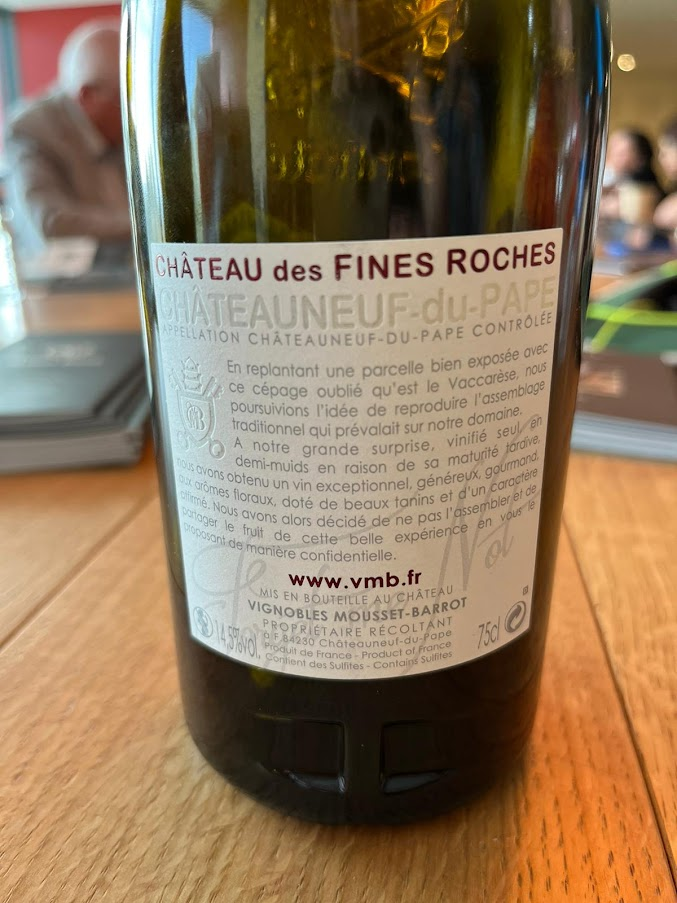 CHÂTEAU des FINES ROCHES
CHÂTEAUNEUF-du-PAPE
APPELLATION CHÂTEAUNEUF-DU-PAPE CONTRÔLÉE
En replantant une parcelle bien exposée avec
ce cépage oublié qu'est le Vaccarèse, nous
poursuivions l'idée de reproduire l'assemblage
traditionnel qui prévalait sur notre domaine.
A notre grande surprise, vinifié seul en
demi-muids en raison de sa maturité tardive,
nous avons obtenu un vin exceptionnel, généreux, gourmand,
aux arômes floraux, doté de beaux tanins et d'un caractère
affirmé. Nous avons alors décidé de ne pas l'assembler et de
partager le fruit de cette belle expérience en vous le
proposant de manière confidentielle.
www.vmb.fr
MIS EN BOUTEILLE AU CHÂTEAU
VIGNOBLES MOUSSET-BARROT
PROPRIÉTAIRE RÉCOLTANT
à F.84230 Châteauneuf-du-Pape
14,5%vol.
Produit de France - Product of France
75cl
Contient des Sulfites - Contains Sulfites